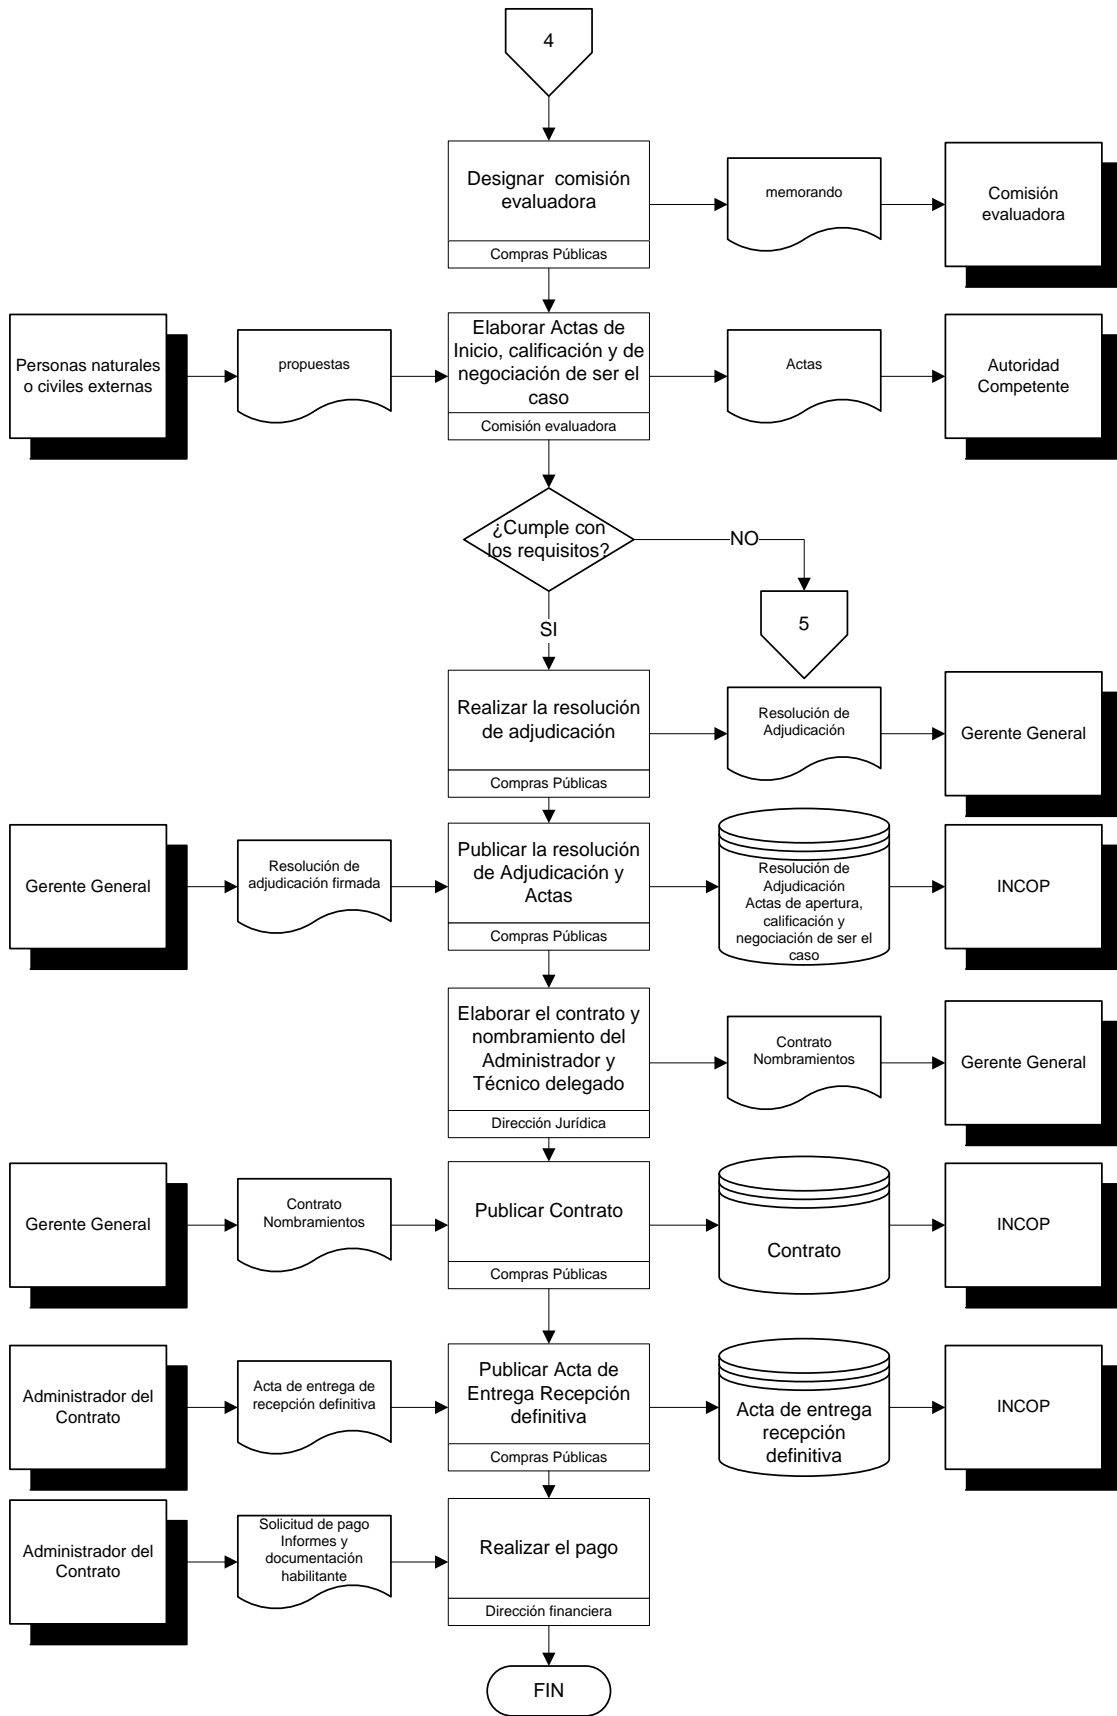 4
Designar  comisión
evaluadora
Compras Públicas
memorando
Comisión
evaluadora
Personas naturales
o civiles externas
propuestas
Elaborar Actas de
Inicio, calificación y de
negociación de ser el
caso
Comisión evaluadora
Actas
Autoridad
Competente
¿Cumple con
los requisitos?
NO
5
SI
Realizar la resolución
de adjudicación
Compras Públicas
Resolución de
Adjudicación
Gerente General
Gerente General
Resolución de
adjudicación firmada
Publicar la resolución
de Adjudicación y
Actas
Compras Públicas
Resolución de
Adjudicación
Actas de apertura,
calificación y
negociación de ser el
caso
INCOP
Elaborar el contrato y
nombramiento del
Administrador y
Técnico delegado
Dirección Jurídica
Contrato
Nombramientos
Gerente General
Gerente General
Contrato
Nombramientos
Publicar Contrato
Compras Públicas
Contrato
INCOP
Administrador del
Contrato
Acta de entrega de
recepción definitiva
Publicar Acta de
Entrega Recepción
definitiva
Compras Públicas
Acta de entrega
recepción
definitiva
INCOP
Administrador del
Contrato
Solicitud de pago
Informes y
documentación
habilitante
Realizar el pago
Dirección financiera
FIN